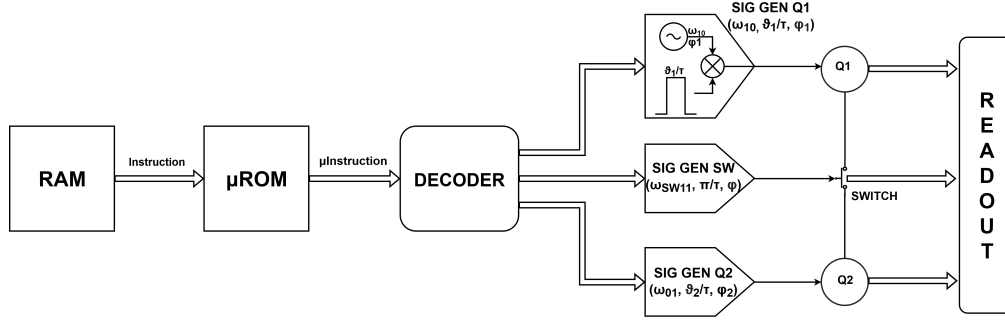 RAM
Instruction
µROM
µInstruction
DECODER
SIG GEN Q1
(ω10, ϑ1/τ, φ1)
ω10
φ1
ϑ1/τ
SIG GEN SW
(ωSW11, π/τ, φ)
SIG GEN Q2
(ω01, ϑ2/τ, φ2)
Q1
SWITCH
Q2
READOUT